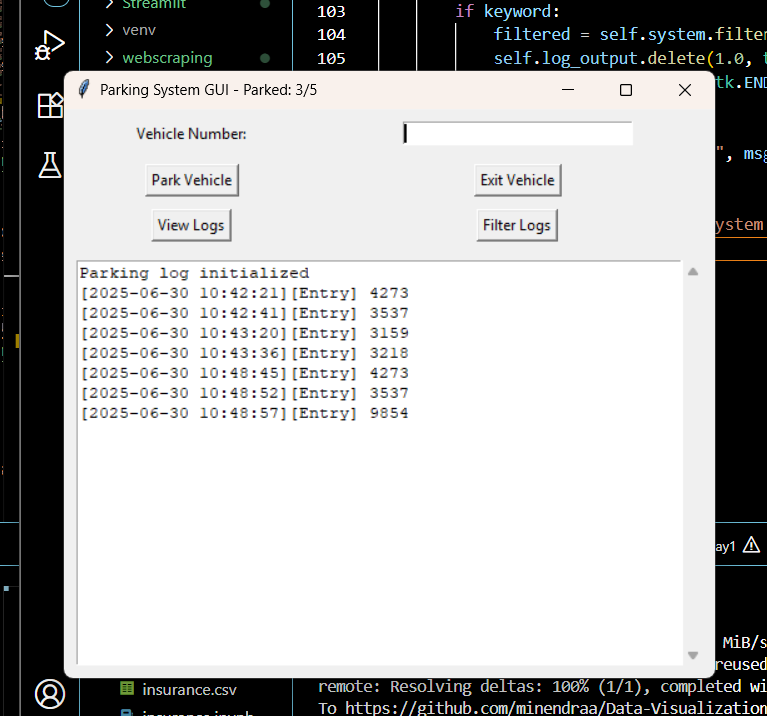 Streamlit
venv
webscraping
103
104
105
if keyword:
filtered = self.system.filter
self.log_output.delete(1.0, t
tk.END
Parking System GUI - Parked: 3/5
Vehicle Number:
Park Vehicle
Exit Vehicle
View Logs
Filter Logs
", msg
ystem
Parking log initialized
[2025-06-30 10:42:21][Entry] 4273
[2025-06-30 10:42:41][Entry] 3537
[2025-06-30 10:43:20][Entry] 3159
[2025-06-30 10:43:36][Entry] 3218
[2025-06-30 10:48:45][Entry] 4273
[2025-06-30 10:48:52][Entry] 3537
[2025-06-30 10:48:57][Entry] 9854
ay1
MiB/s
reused
insurance.csv
remote: Resolving deltas: 100% (1/1), completed wi
insurance.ipynb
To https://github.com/minendraa/Data-Visualization